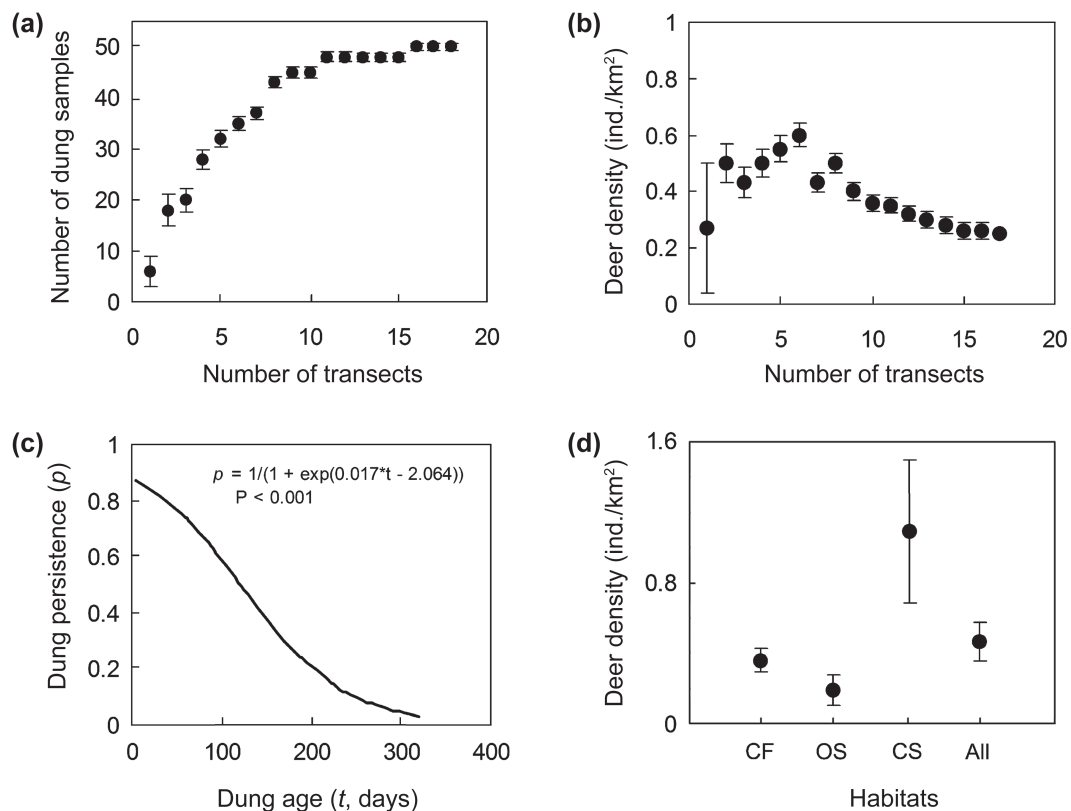 (a)
Number of dung samples
50
40
30
20
10
0
0 5 10 15 20
Number of transects
(b)
Deer density (ind./km²)
1
0.8
0.6
0.4
0.2
0
0 5 10 15 20
Number of transects
(c)
Dung persistence (p)
1
0.8
0.6
0.4
0.2
0
p = 1/(1 + exp(0.017*t - 2.064))
P < 0.001
0 100 200 300 400
Dung age (t, days)
(d)
Deer density (ind./km²)
1.6
0.8
0
CF OS CS All
Habitats